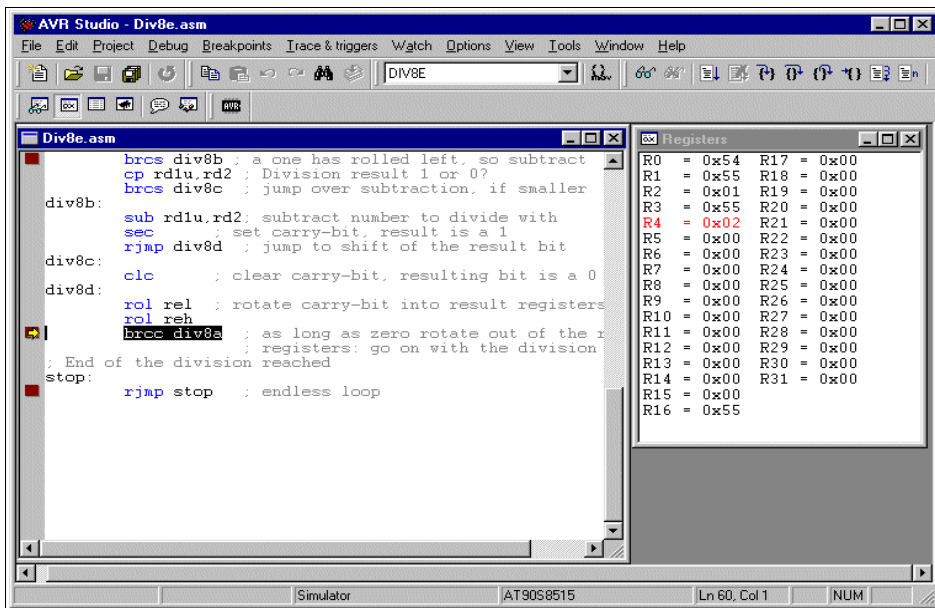 AVR Studio - Div8e.asm
File Edit Project Debug Breakpoints Trace & triggers Watch Options View Tools Window Help
DIV8E
AVR
Div8e.asm
brcs div8b ; a one has rolled left, so subtract
cp rd1u,rd2 ; Division result 1 or 0?
brcs div8c ; jump over subtraction, if smaller
div8b:
sub rd1u,rd2; subtract number to divide with
sec ; set carry-bit, result is a 1
rjmp div8d ; jump to shift of the result bit
div8c:
clc ; clear carry-bit, resulting bit is a 0
div8d:
rol rel ; rotate carry-bit into result registers
rol reh
brcc div8a ; as long as zero rotate out of the r
; registers: go on with the division
; End of the division reached
stop:
rjmp stop ; endless loop
Registers
R0 = 0x54 R17 = 0x00
R1 = 0x55 R18 = 0x00
R2 = 0x01 R19 = 0x00
R3 = 0x55 R20 = 0x00
R4 = 0x02 R21 = 0x00
R5 = 0x00 R22 = 0x00
R6 = 0x00 R23 = 0x00
R7 = 0x00 R24 = 0x00
R8 = 0x00 R25 = 0x00
R9 = 0x00 R26 = 0x00
R10 = 0x00 R27 = 0x00
R11 = 0x00 R28 = 0x00
R12 = 0x00 R29 = 0x00
R13 = 0x00 R30 = 0x00
R14 = 0x00 R31 = 0x00
R15 = 0x00
R16 = 0x55
Simulator AT90S8515 Ln 60, Col 1 NUM